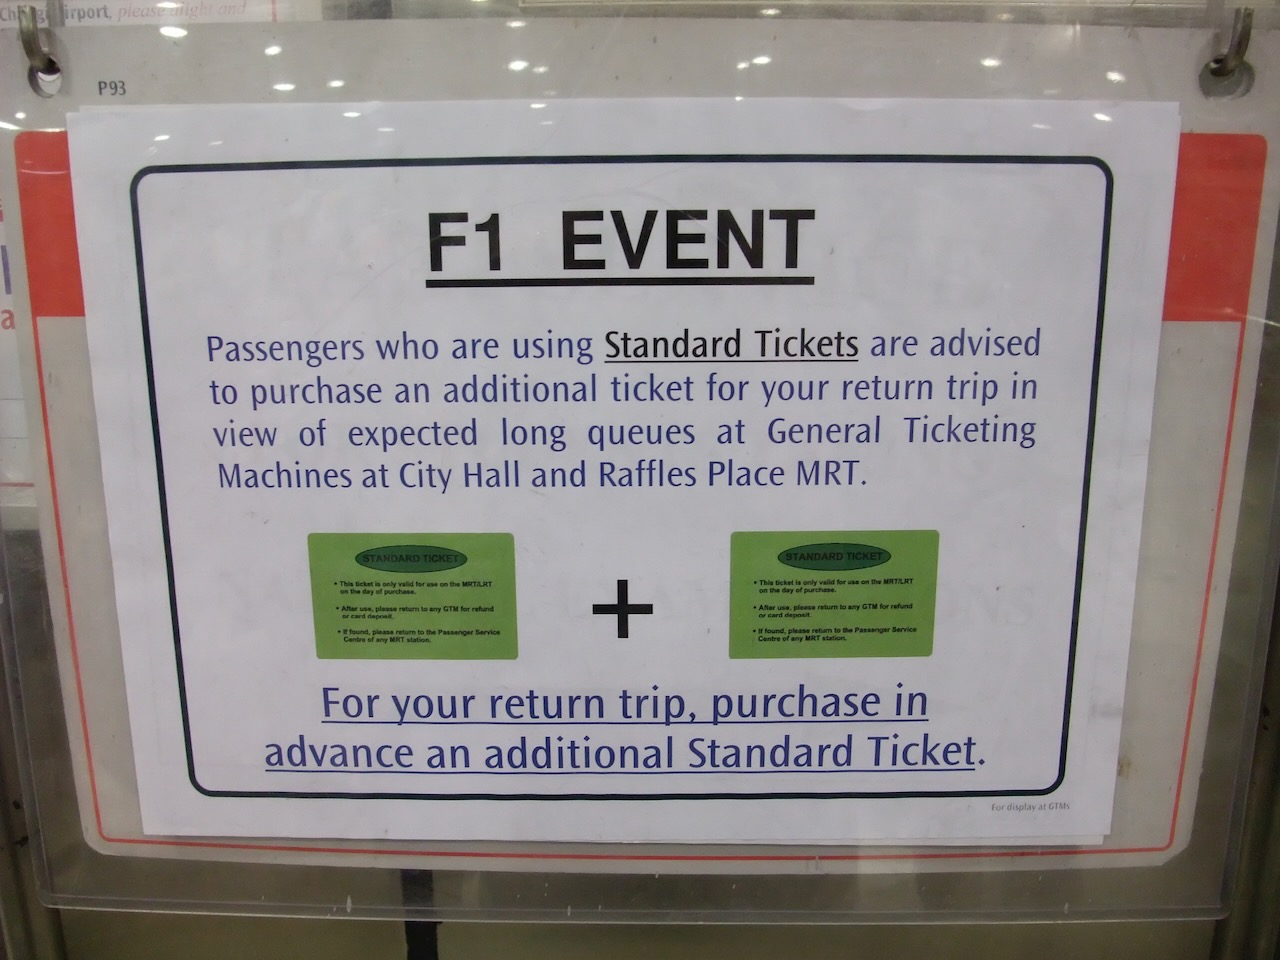 Changi Airport, please alight and
P93
F1 EVENT
Passengers who are using Standard Tickets are advised
to purchase an additional ticket for your return trip in
view of expected long queues at General Ticketing
Machines at City Hall and Raffles Place MRT.
STANDARD TICKET
• This ticket is only valid for use on the MRT/LRT
on the day of purchase.
• After use, please return to any GTM for refund
or card deposit.
• If found, please return to the Passenger Service
Centre of any MRT station.
+
STANDARD TICKET
• This ticket is only valid for use on the MRT/LRT
on the day of purchase.
• After use, please return to any GTM for refund
or card deposit.
• If found, please return to the Passenger Service
Centre of any MRT station.
For your return trip, purchase in
advance an additional Standard Ticket.
For display at GTMs